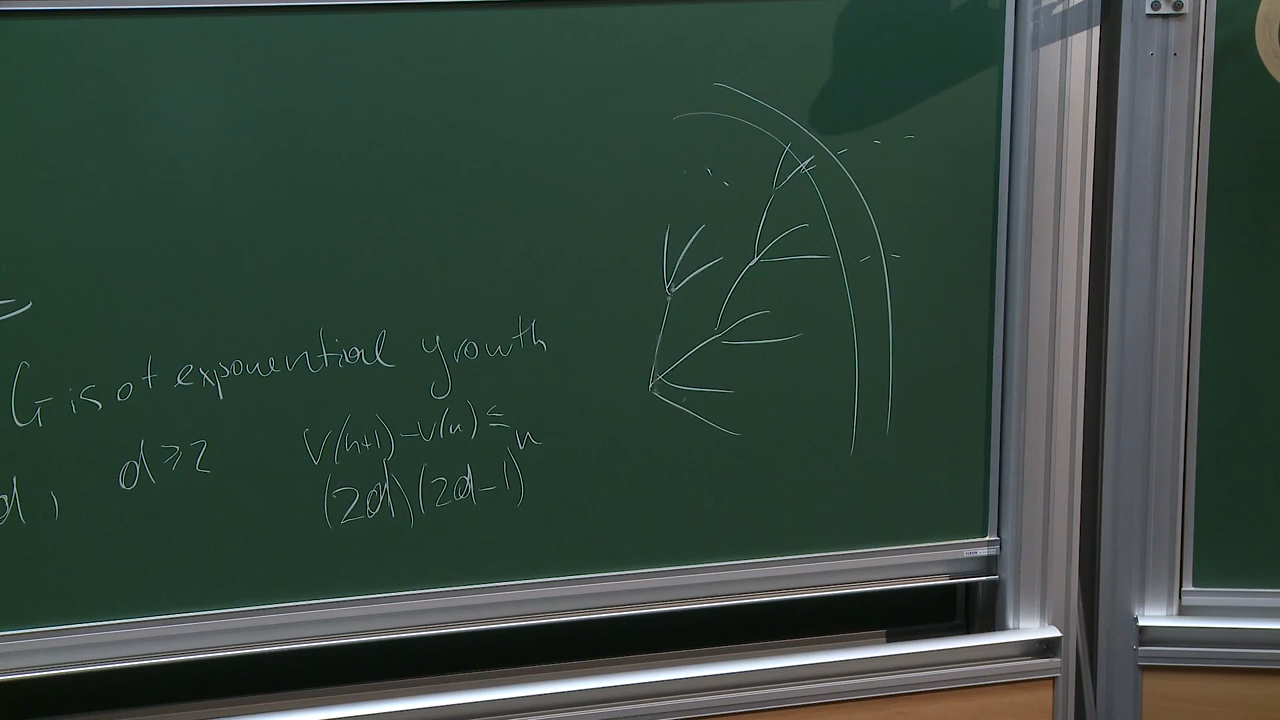 G is of exponential growth
d, d ≥ 2 V(n+1) - V(n) ≤
(2d)(2d-1)^n